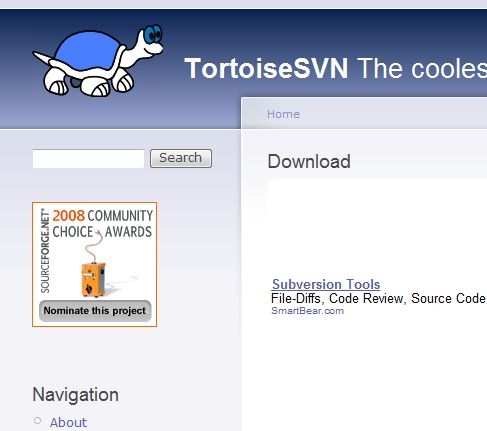 TortoiseSVN The cooles
Home
Search
Download
SOURCEFORGE.NET®
2008 COMMUNITY
CHOICE AWARDS
Nominate this project
Subversion Tools
File-Diffs, Code Review, Source Code
SmartBear.com
Navigation
About